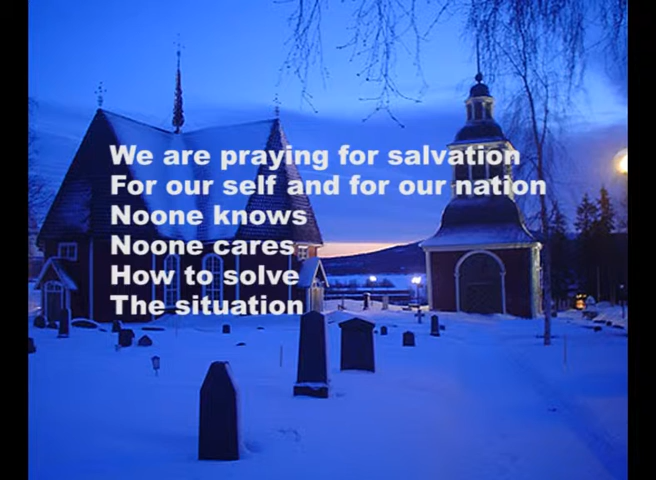 We are praying for salvation
For our self and for our nation
Noone knows
Noone cares
How to solve
The situation